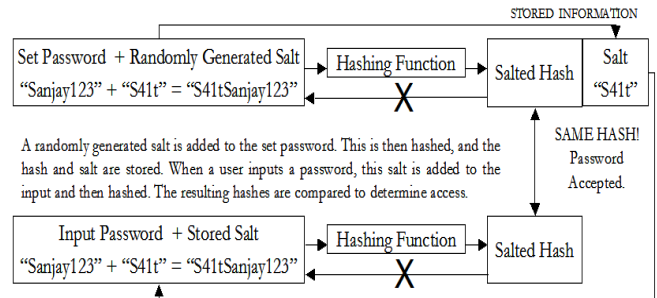 STORED INFORMATION
Set Password + Randomly Generated Salt
“Sanjay123” + “S41t” = “S41tSanjay123”
Hashing Function
X
Salted Hash
Salt
“S41t”
A randomly generated salt is added to the set password. This is then hashed, and the
hash and salt are stored. When a user inputs a password, this salt is added to the
input and then hashed. The resulting hashes are compared to determine access.
SAME HASH!
Password
Accepted.
Input Password + Stored Salt
“Sanjay123” + “S41t” = “S41tSanjay123”
Hashing Function
X
Salted Hash